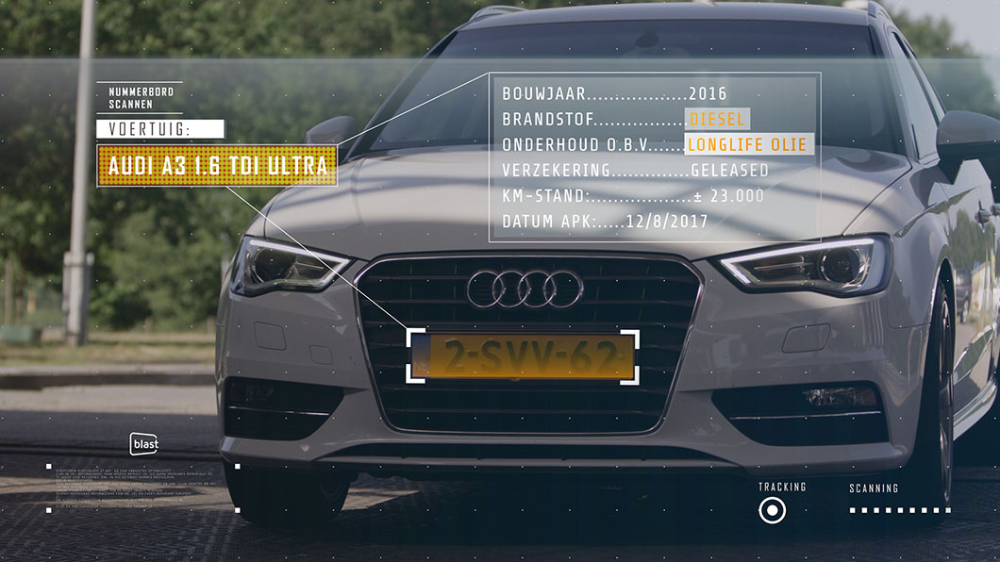 NUMMERBORD
SCANNEN
VOERTUIG:
AUDI A3 1.6 TDI ULTRA
BOUWJAAR..................2016
BRANDSTOF.................DIESEL
ONDERHOUD O.B.V.......LONGLIFE OLIE
VERZEKERING..............GELEASED
KM-STAND:..................± 23.000
DATUM APK:.....12/8/2017
2-SVV-62
blast
TRACKING
SCANNING